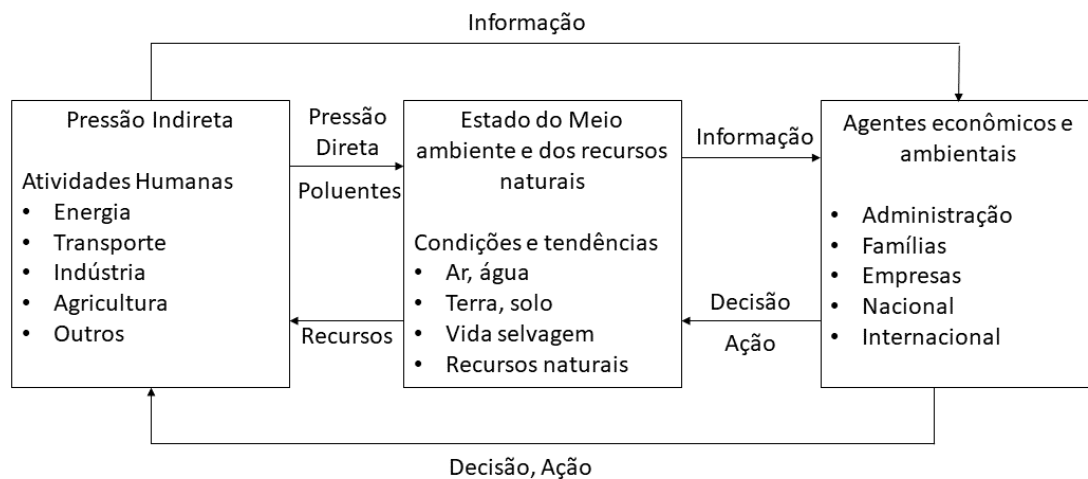 Informação
Pressão Indireta
Atividades Humanas
• Energia
• Transporte
• Indústria
• Agricultura
• Outros
Pressão
Direta
Poluentes
Recursos
Estado do Meio
ambiente e dos recursos
naturais
Condições e tendências
• Ar, água
• Terra, solo
• Vida selvagem
• Recursos naturais
Informação
Decisão
Ação
Agentes econômicos e
ambientais
• Administração
• Famílias
• Empresas
• Nacional
• Internacional
Decisão, Ação